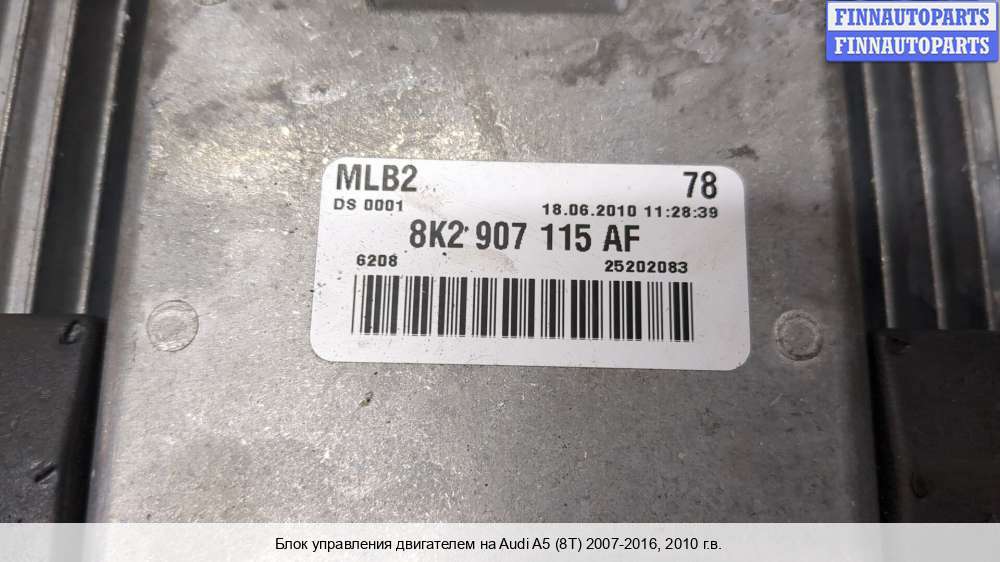 FINNAUTOPARTS
FINNAUTOPARTS
MLB2 78
DS 0001 18.06.2010 11:28:39
8K2 907 115 AF
6208 25202083
Блок управления двигателем на Audi A5 (8T) 2007-2016, 2010 г.в.